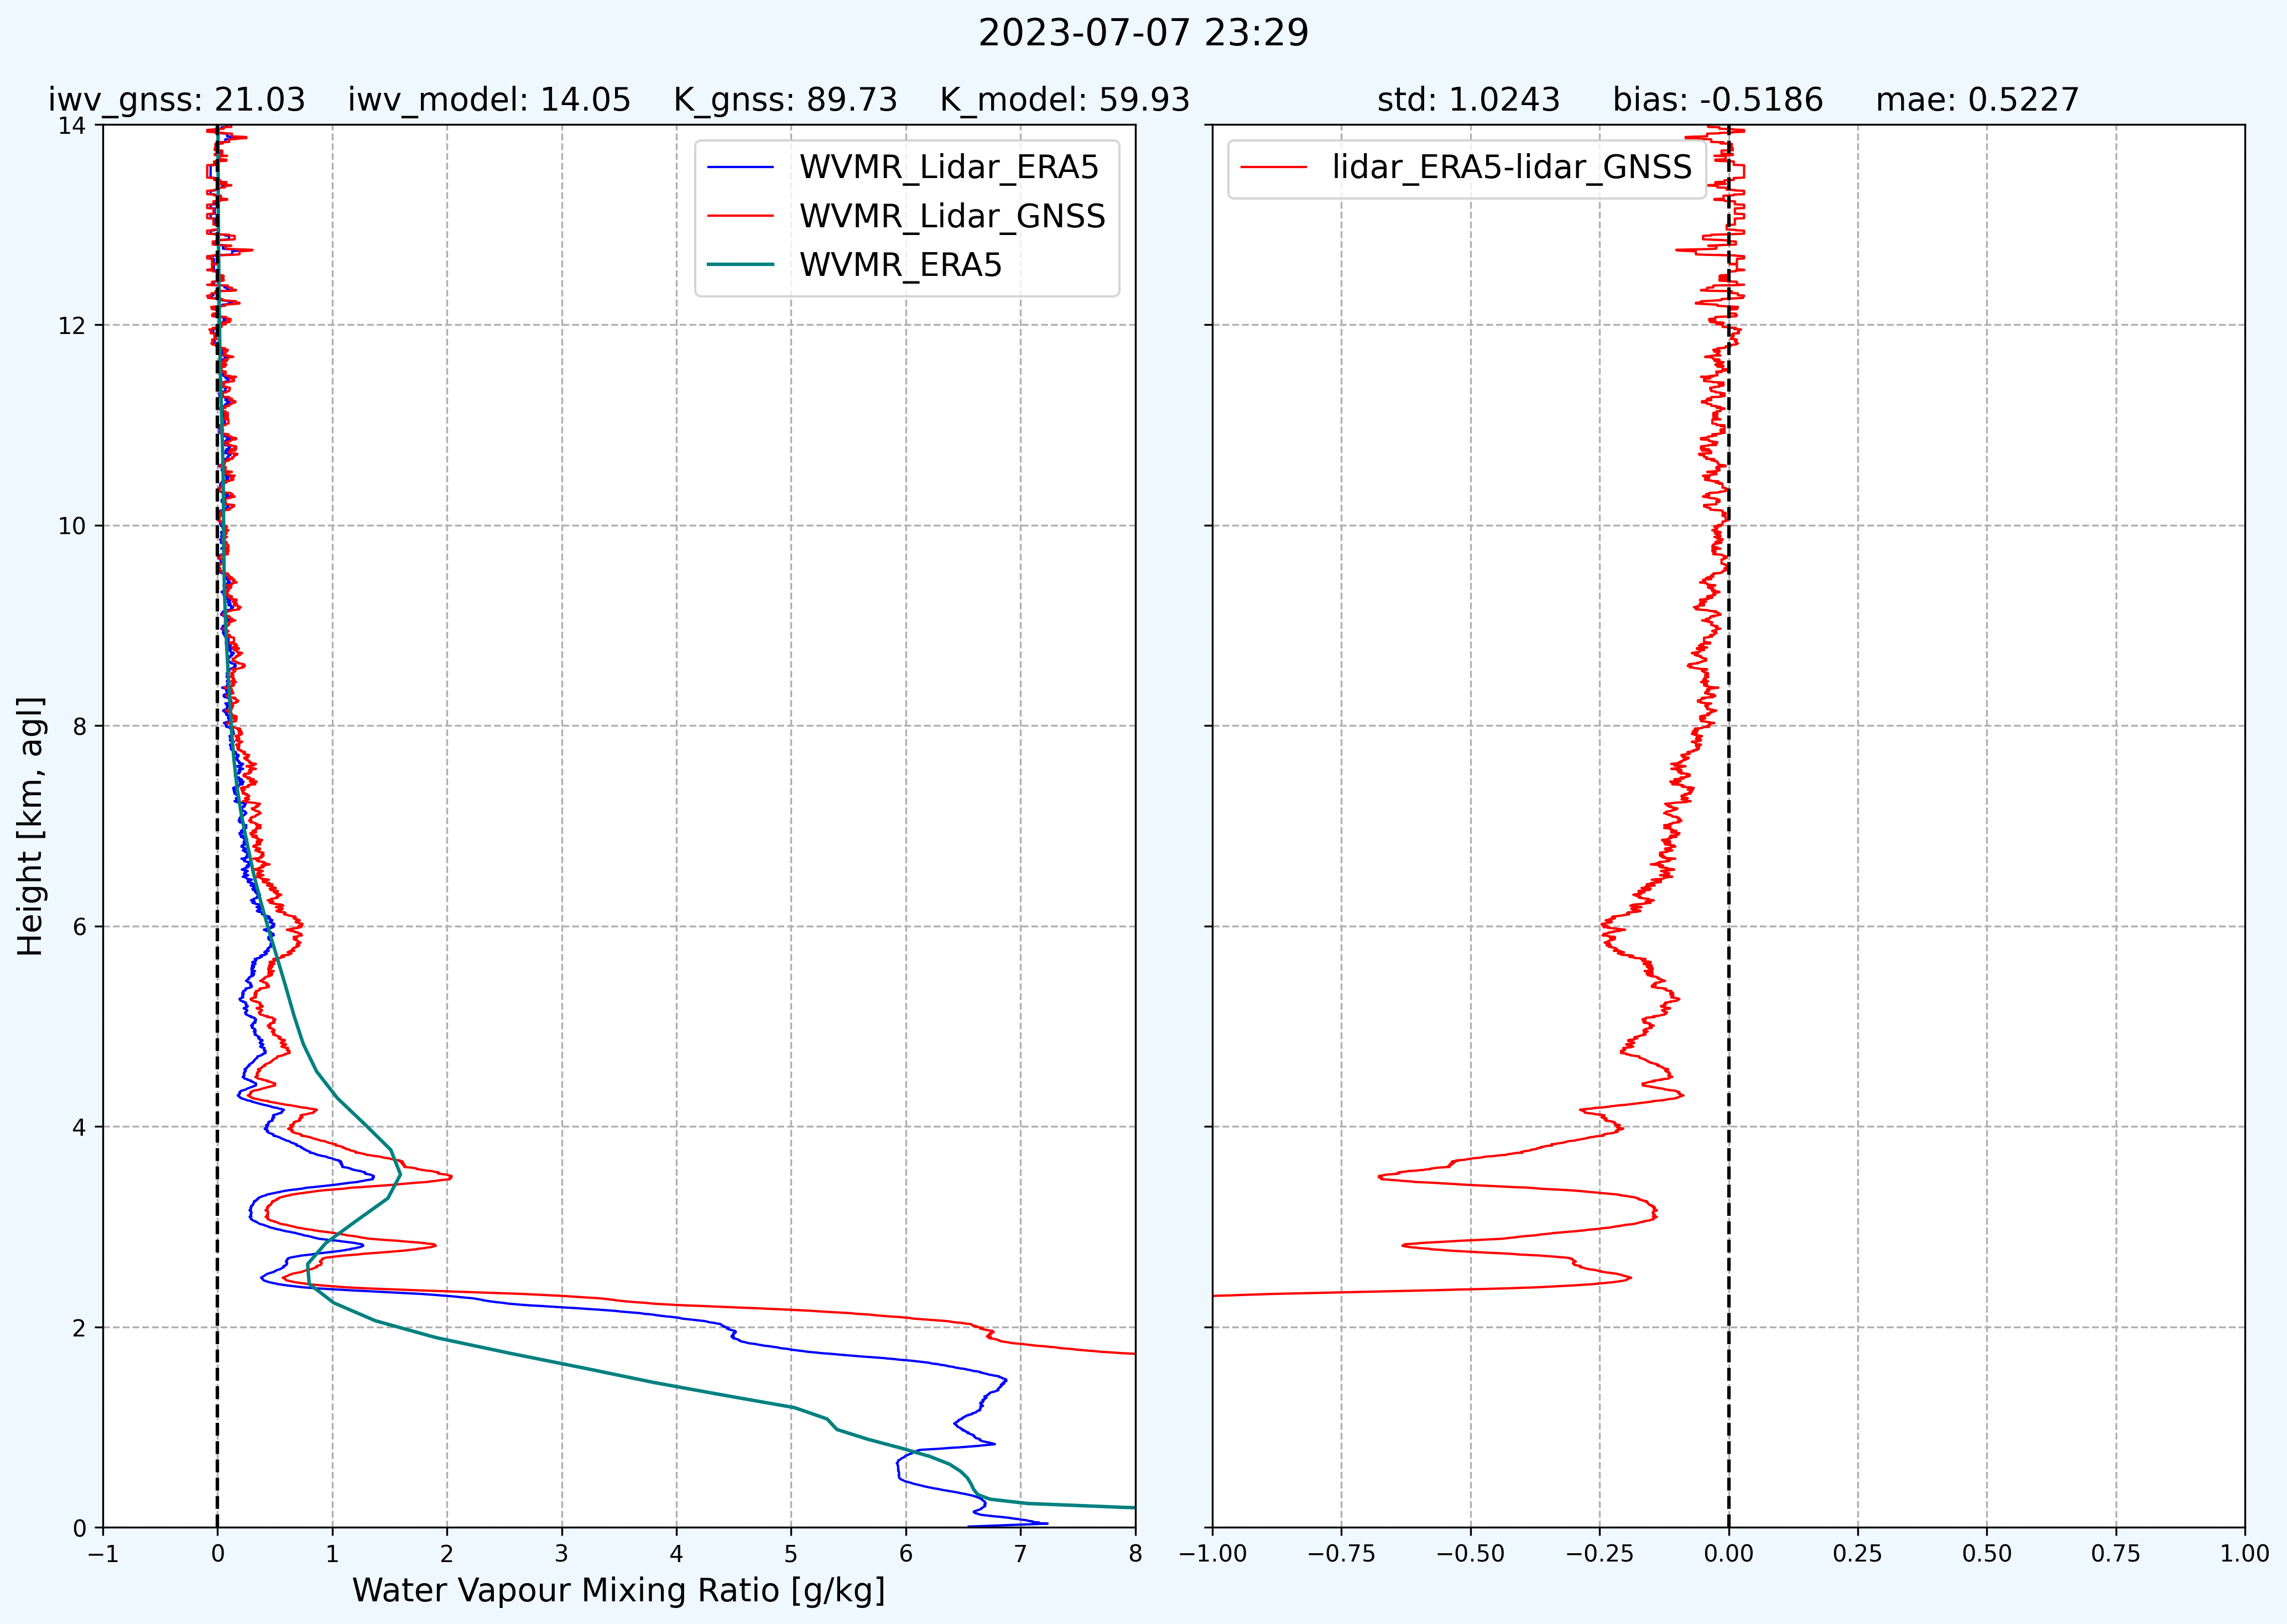 2023-07-07 23:29
iwv_gnss: 21.03 iwv_model: 14.05 K_gnss: 89.73 K_model: 59.93
std: 1.0243 bias: -0.5186 mae: 0.5227
WVMR_Lidar_ERA5
WVMR_Lidar_GNSS
WVMR_ERA5
lidar_ERA5-lidar_GNSS
14
12
10
8
6
4
2
0
Height [km, agl]
−1 0 1 2 3 4 5 6 7 8
Water Vapour Mixing Ratio [g/kg]
−1.00 −0.75 −0.50 −0.25 0.00 0.25 0.50 0.75 1.00